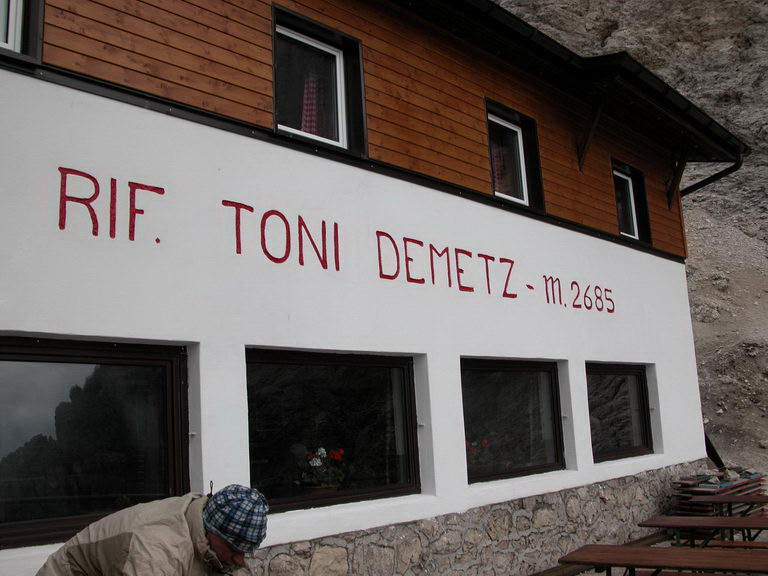 RIF. TONI DEMETZ - m. 2685